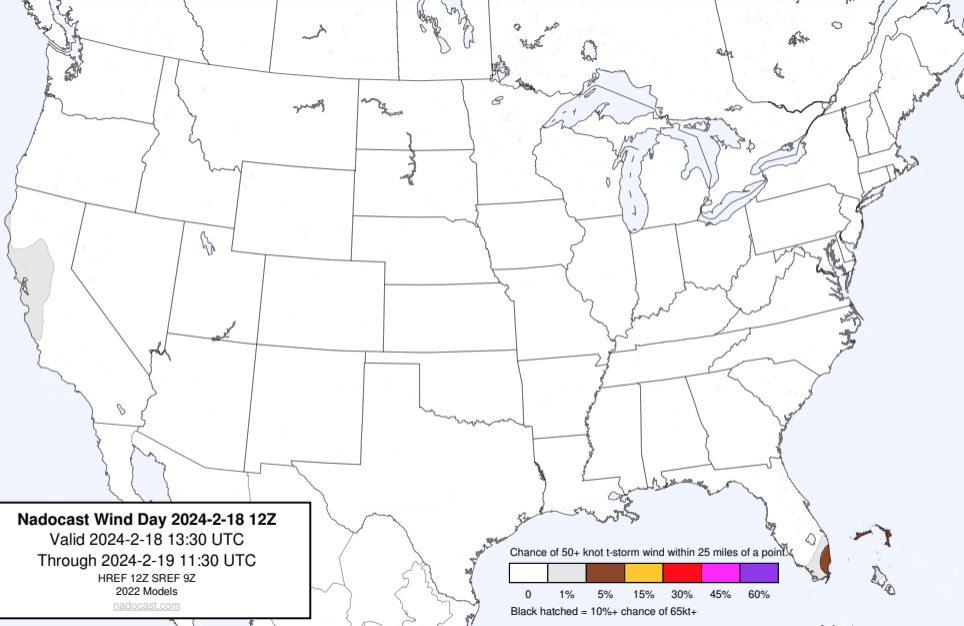 Nadocast Wind Day 2024-2-18 12Z
Valid 2024-2-18 13:30 UTC
Through 2024-2-19 11:30 UTC
HREF 12Z SREF 9Z
2022 Models
nadocast.com
Chance of 50+ knot t-storm wind within 25 miles of a point.
0 1% 5% 15% 30% 45% 60%
Black hatched = 10%+ chance of 65kt+